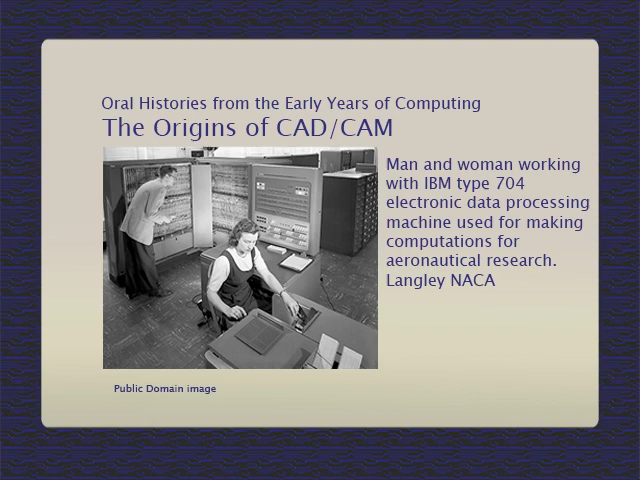 Oral Histories from the Early Years of Computing
The Origins of CAD/CAM
Man and woman working
with IBM type 704
electronic data processing
machine used for making
computations for
aeronautical research.
Langley NACA
Public Domain image